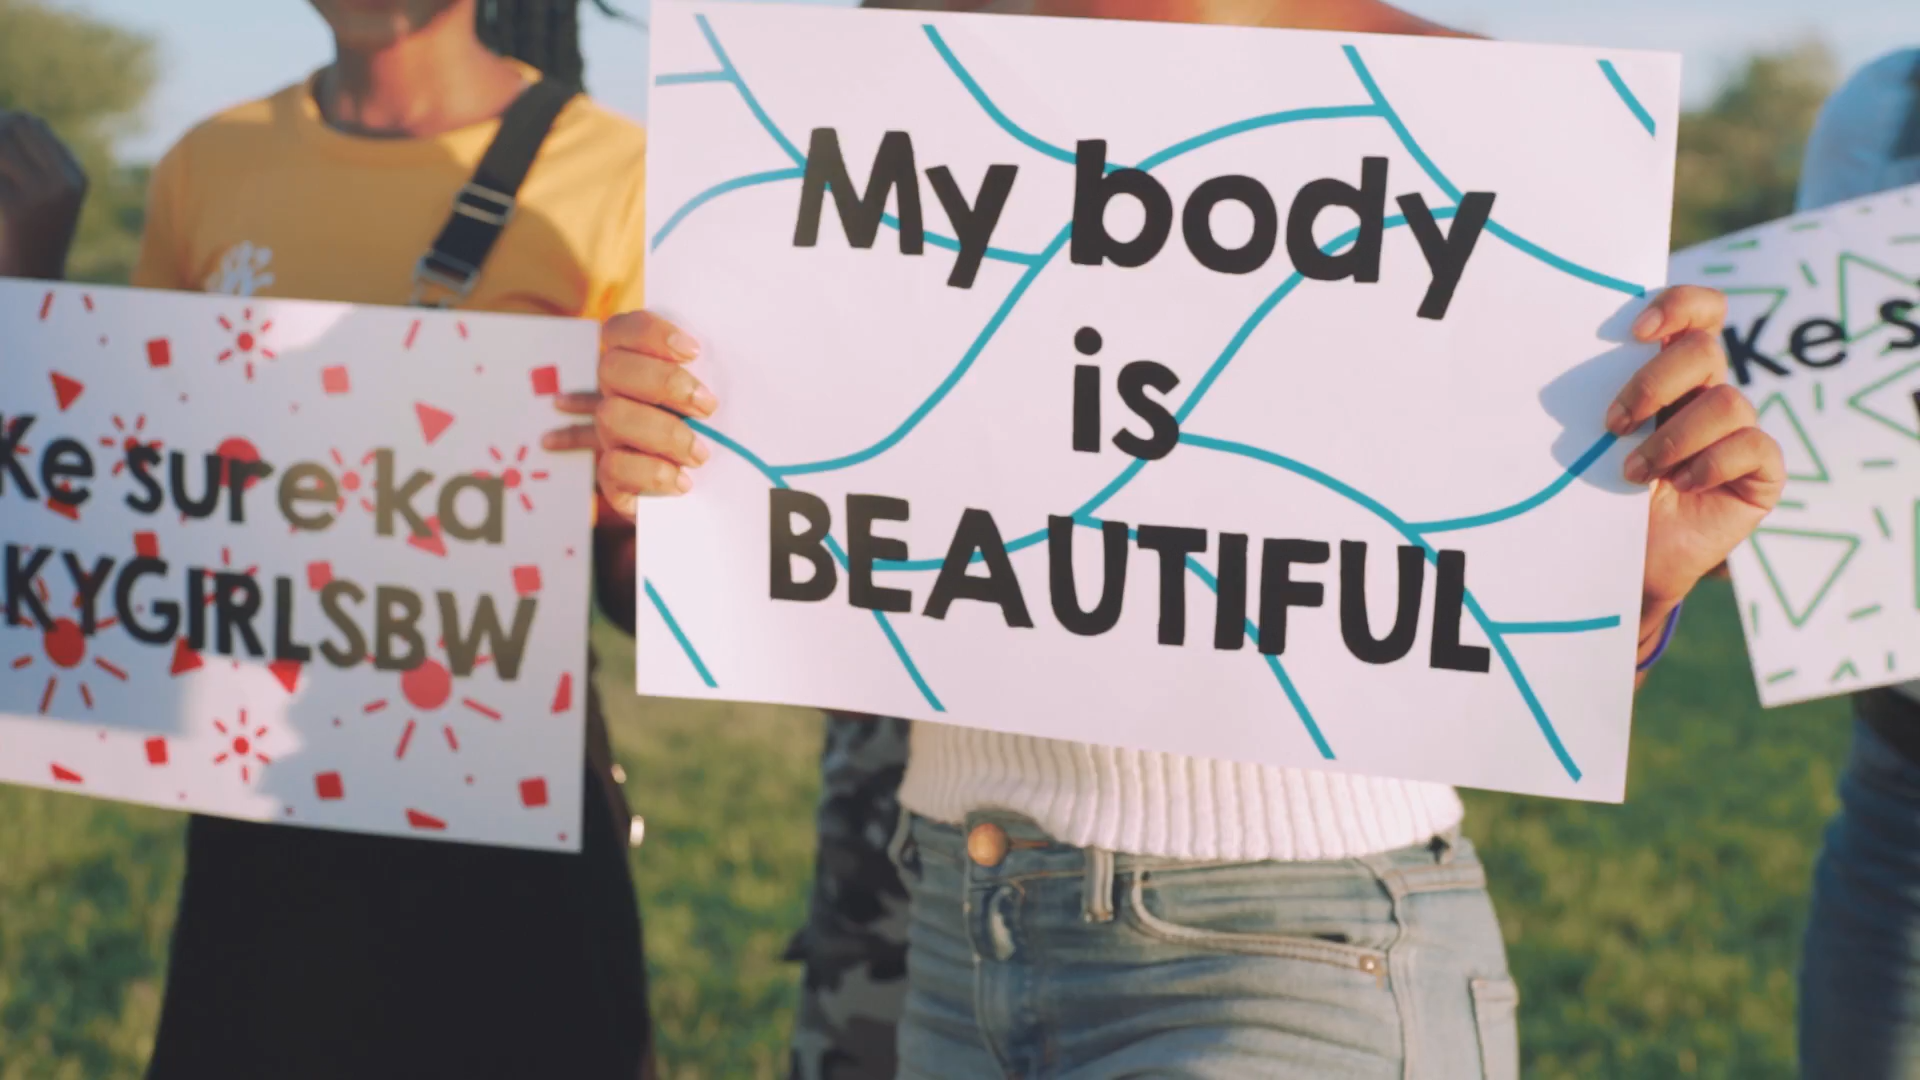 My body
is
BEAUTIFUL
Ke sure ka
KYGIRLSBW
Ke s